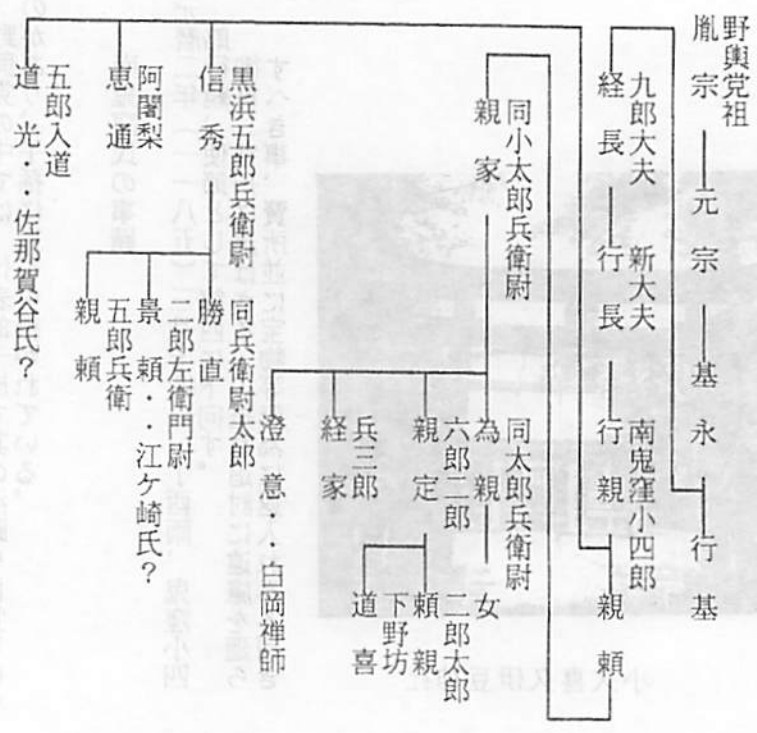 野輿党祖
胤宗―元宗―基永―行基
九郎大夫 新大夫 南鬼窪小四郎
経長―行長―行親―親頼
同小太郎兵衛尉 同太郎兵衛尉 二郎太郎
親家―為親―女
六郎二郎 下野坊
親定―頼親
道喜
兵三郎
経家
澄意・・白岡禅師
黒浜五郎兵衛尉 同兵衛尉太郎
信秀―勝直
二郎左衛門尉
景頼・・江ケ崎氏?
五郎兵衛
親頼
阿闍梨
恵通
五郎入道
道光・・佐那賀谷氏?